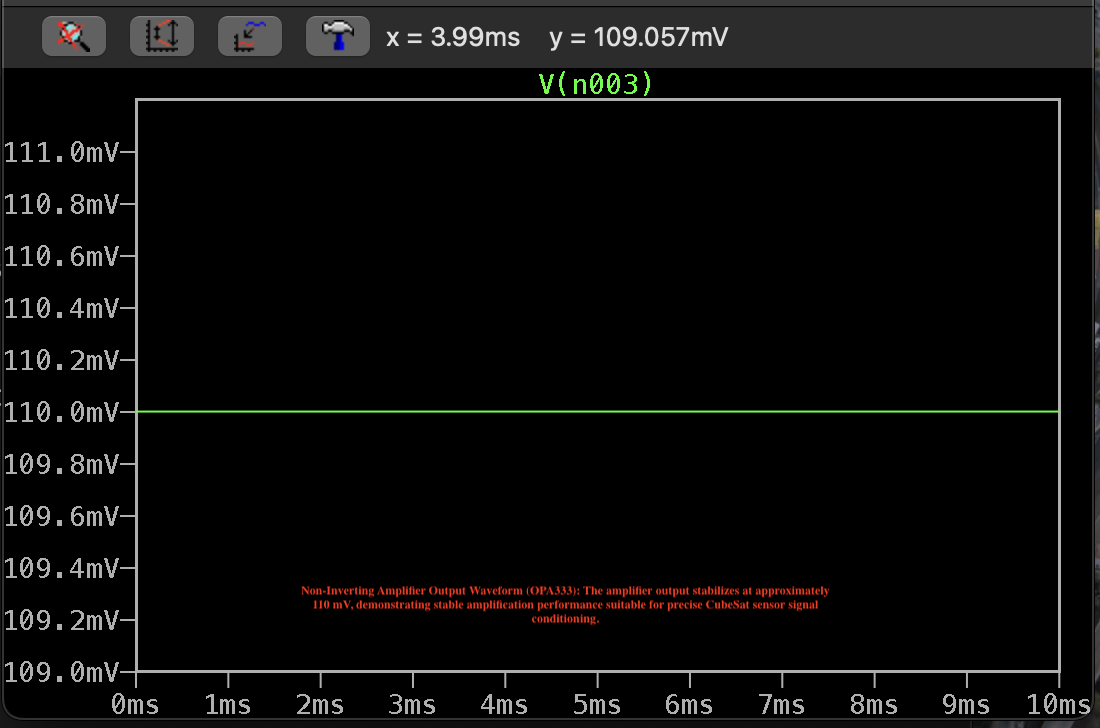 x = 3.99ms y = 109.057mV
V(n003)
111.0mV
110.8mV
110.6mV
110.4mV
110.2mV
110.0mV
109.8mV
109.6mV
109.4mV
109.2mV
109.0mV
Non-Inverting Amplifier Output Waveform (OPA333): The amplifier output stabilizes at approximately
110 mV, demonstrating stable amplification performance suitable for precise CubeSat sensor signal
conditioning.
0ms 1ms 2ms 3ms 4ms 5ms 6ms 7ms 8ms 9ms 10ms